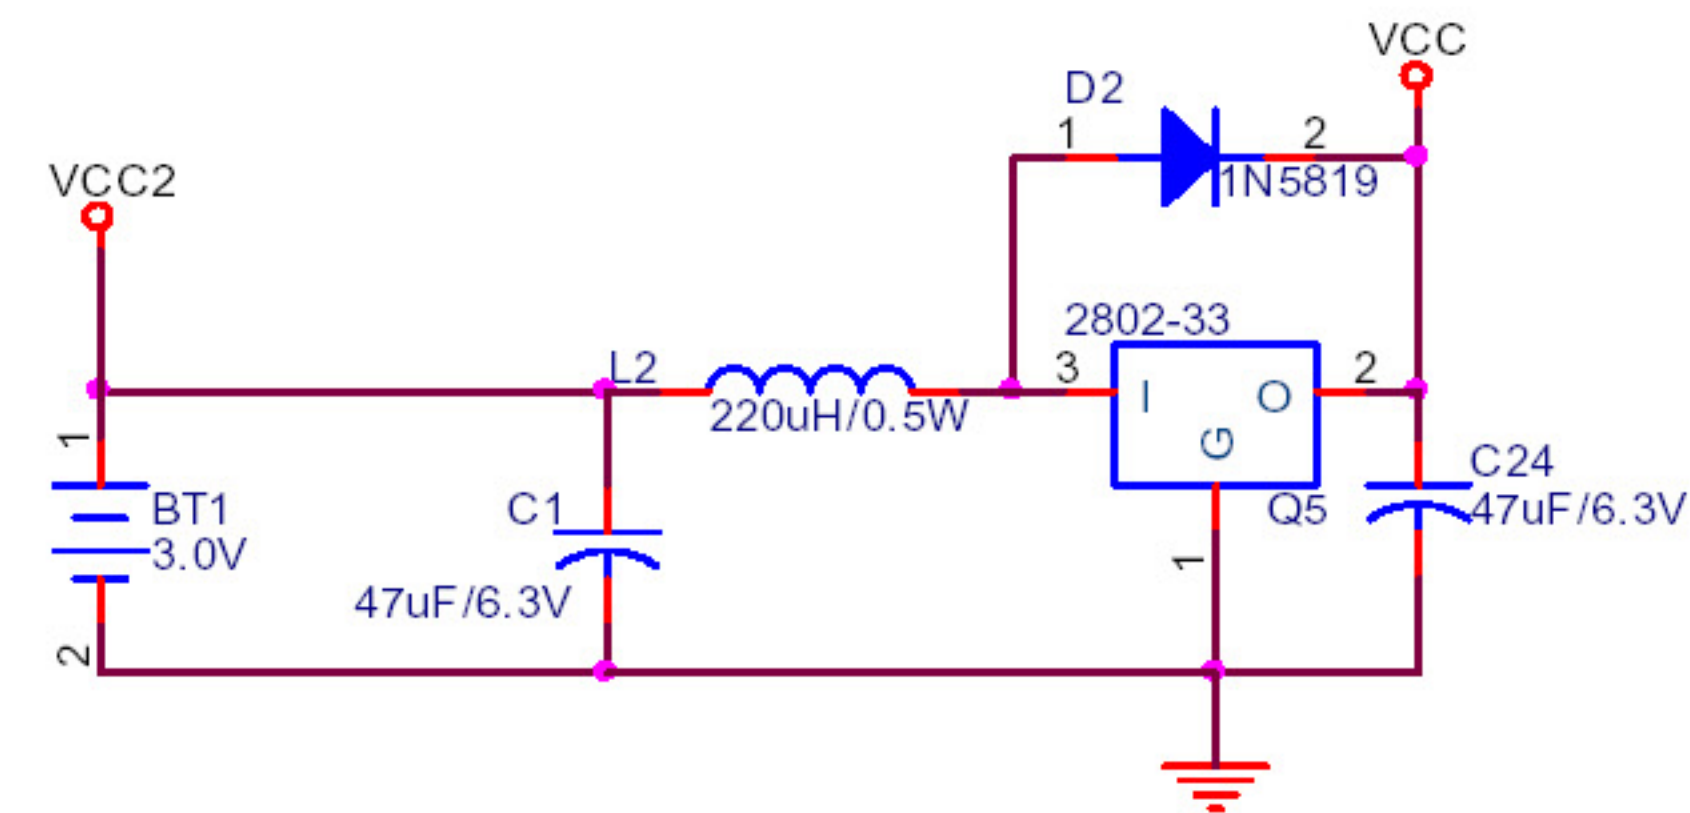 VCC
D2
1
2
1N5819
VCC2
2802-33
L2
220uH/0.5W
3
I
O
G
2
1
BT1
3.0V
C1
47uF/6.3V
Q5
C24
47uF/6.3V
1
2